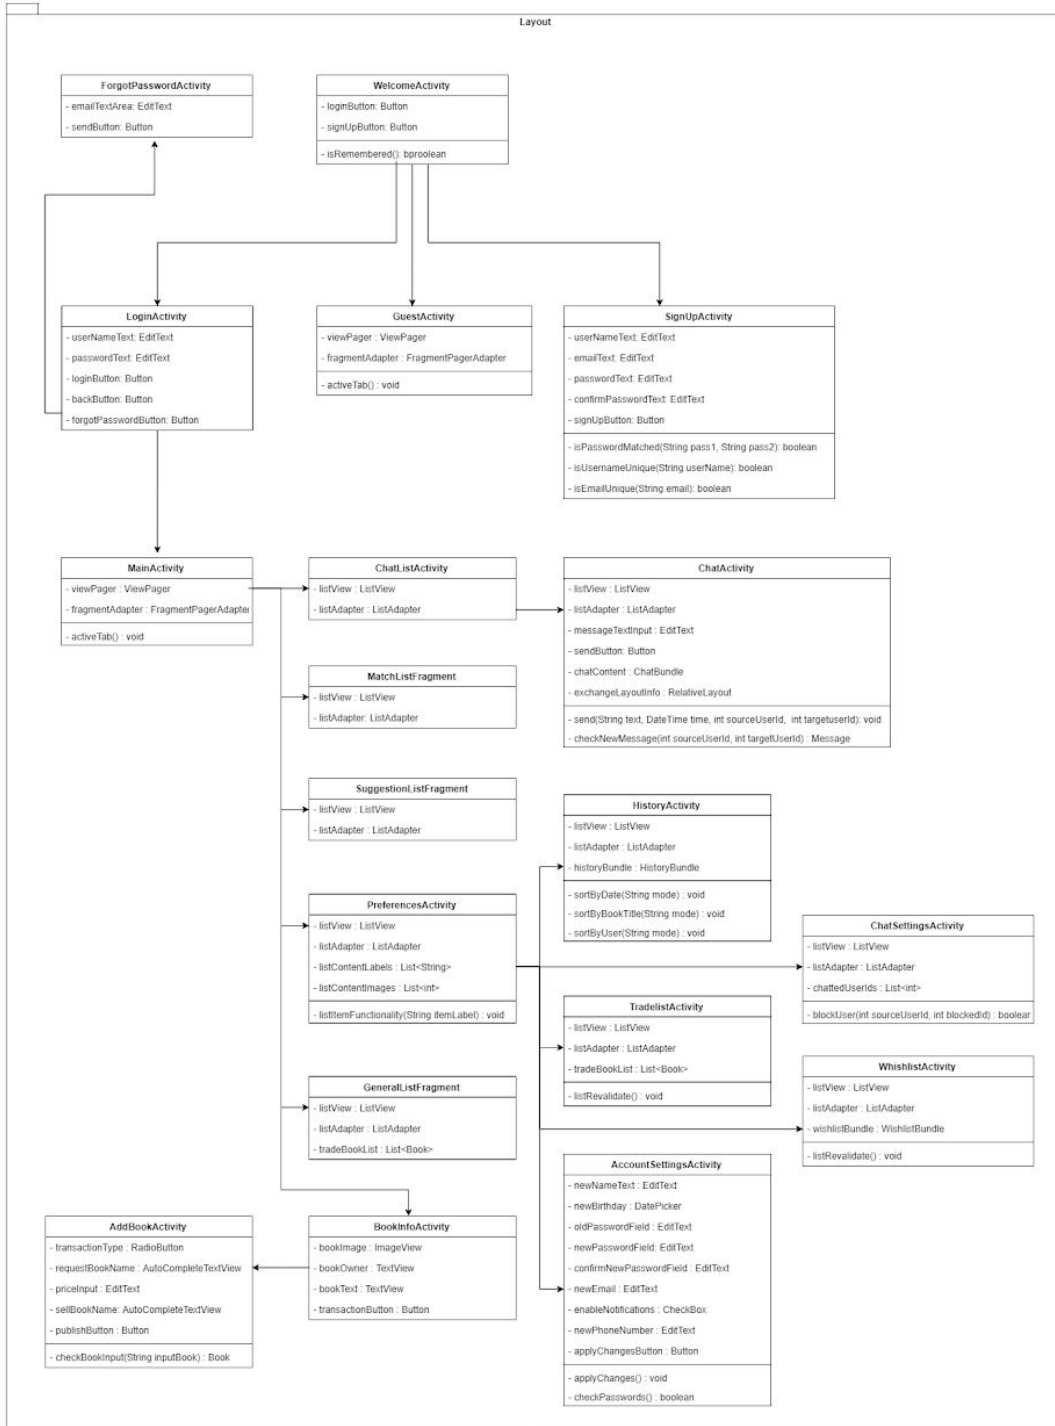 Layout
ForgotPasswordActivity
- emailTextArea: EditText
- sendButton: Button
WelcomeActivity
- loginButton: Button
- signUpButton: Button
- isRemembered(): bproolean
LoginActivity
- userNameText: EditText
- passwordText: EditText
- loginButton: Button
- backButton: Button
- forgotPasswordButton: Button
GuestActivity
- viewPager : ViewPager
- fragmentAdapter : FragmentPagerAdapter
- activeTab() : void
SignUpActivity
- userNameText: EditText
- emailText: EditText
- passwordText: EditText
- confirmPasswordText: EditText
- signUpButton: Button
- isPasswordMatched(String pass1, String pass2): boolean
- isUsernameUnique(String userName): boolean
- isEmailUnique(String email): boolean
MainActivity
- viewPager : ViewPager
- fragmentAdapter : FragmentPagerAdapter
- activeTab() : void
ChatListActivity
- listView : ListView
- listAdapter : ListAdapter
ChatActivity
- listView : ListView
- listAdapter : ListAdapter
- messageTextInput : EditText
- sendButton: Button
- chatContent : ChatBundle
- exchangeLayoutInfo : RelativeLayout
- send(String text, DateTime time, int sourceUserId, int targetuserId): void
- checkNewMessage(int sourceUserId, int targetUserId) : Message
MatchListFragment
- listView : ListView
- listAdapter: ListAdapter
SuggestionListFragment
- listView : ListView
- listAdapter : ListAdapter
HistoryActivity
- listView : ListView
- listAdapter : ListAdapter
- historyBundle : HistoryBundle
- sortByDate(String mode) : void
- sortByBookTitle(String mode) : void
- sortByUser(String mode) : void
PreferencesActivity
- listView : ListView
- listAdapter : ListAdapter
- listContentLabels : List<String>
- listContentImages : List<int>
- listItemFunctionality(String itemLabel) : void
ChatSettingsActivity
- listView : ListView
- listAdapter : ListAdapter
- chattedUserIds : List<int>
- blockUser(int sourceUserId, int blockedId) : boolear
TradelistActivity
- listView : ListView
- listAdapter : ListAdapter
- tradeBookList : List<Book>
- listRevalidate() : void
WhishlistActivity
- listView : ListView
- listAdapter : ListAdapter
- wishlistBundle : WishlistBundle
- listRevalidate() : void
GeneralListFragment
- listView : ListView
- listAdapter : ListAdapter
- tradeBookList : List<Book>
AccountSettingsActivity
- newNameText : EditText
- newBirthday : DatePicker
- oldPasswordField : EditText
- newPasswordField: EditText
- confirmNewPasswordField : EditText
- newEmail : EditText
- enableNotifications : CheckBox
- newPhoneNumber : EditText
- applyChangesButton : Button
- applyChanges() : void
- checkPasswords() : boolean
AddBookActivity
- transactionType : RadioButton
- requestBookName : AutoCompleteTextView
- priceInput : EditText
- sellBookName: AutoCompleteTextView
- publishButton : Button
- checkBookInput(String inputBook) : Book
BookInfoActivity
- bookImage : ImageView
- bookOwner : TextView
- bookText : TextView
- transactionButton : Button